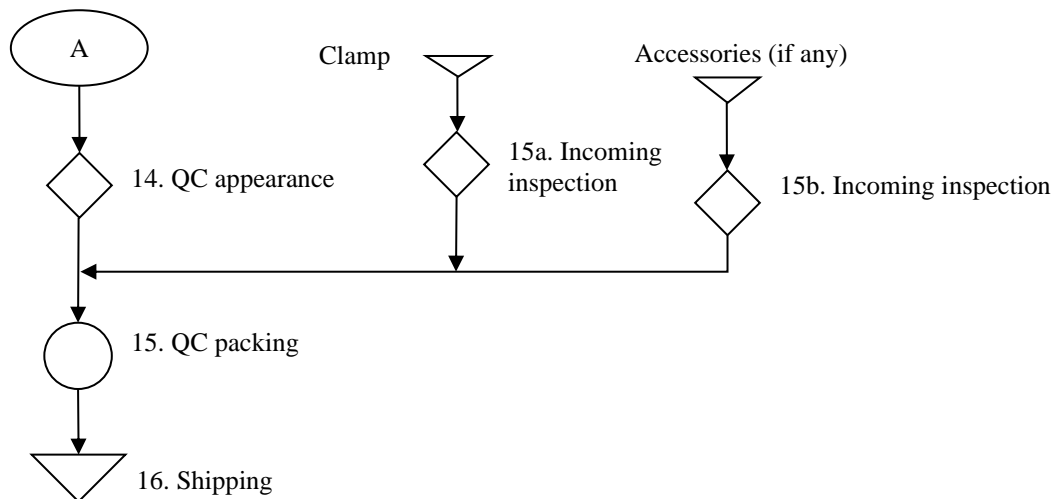 A
Clamp
Accessories (if any)
14. QC appearance
15a. Incoming
inspection
15b. Incoming inspection
15. QC packing
16. Shipping